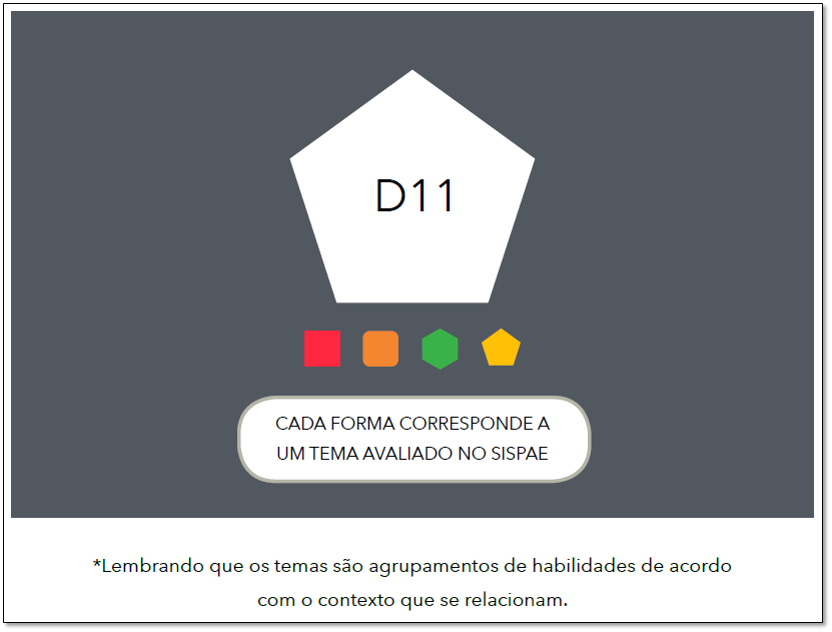 D11
CADA FORMA CORRESPONDE A
UM TEMA AVALIADO NO SISPAE
*Lembrando que os temas são agrupamentos de habilidades de acordo
com o contexto que se relacionam.